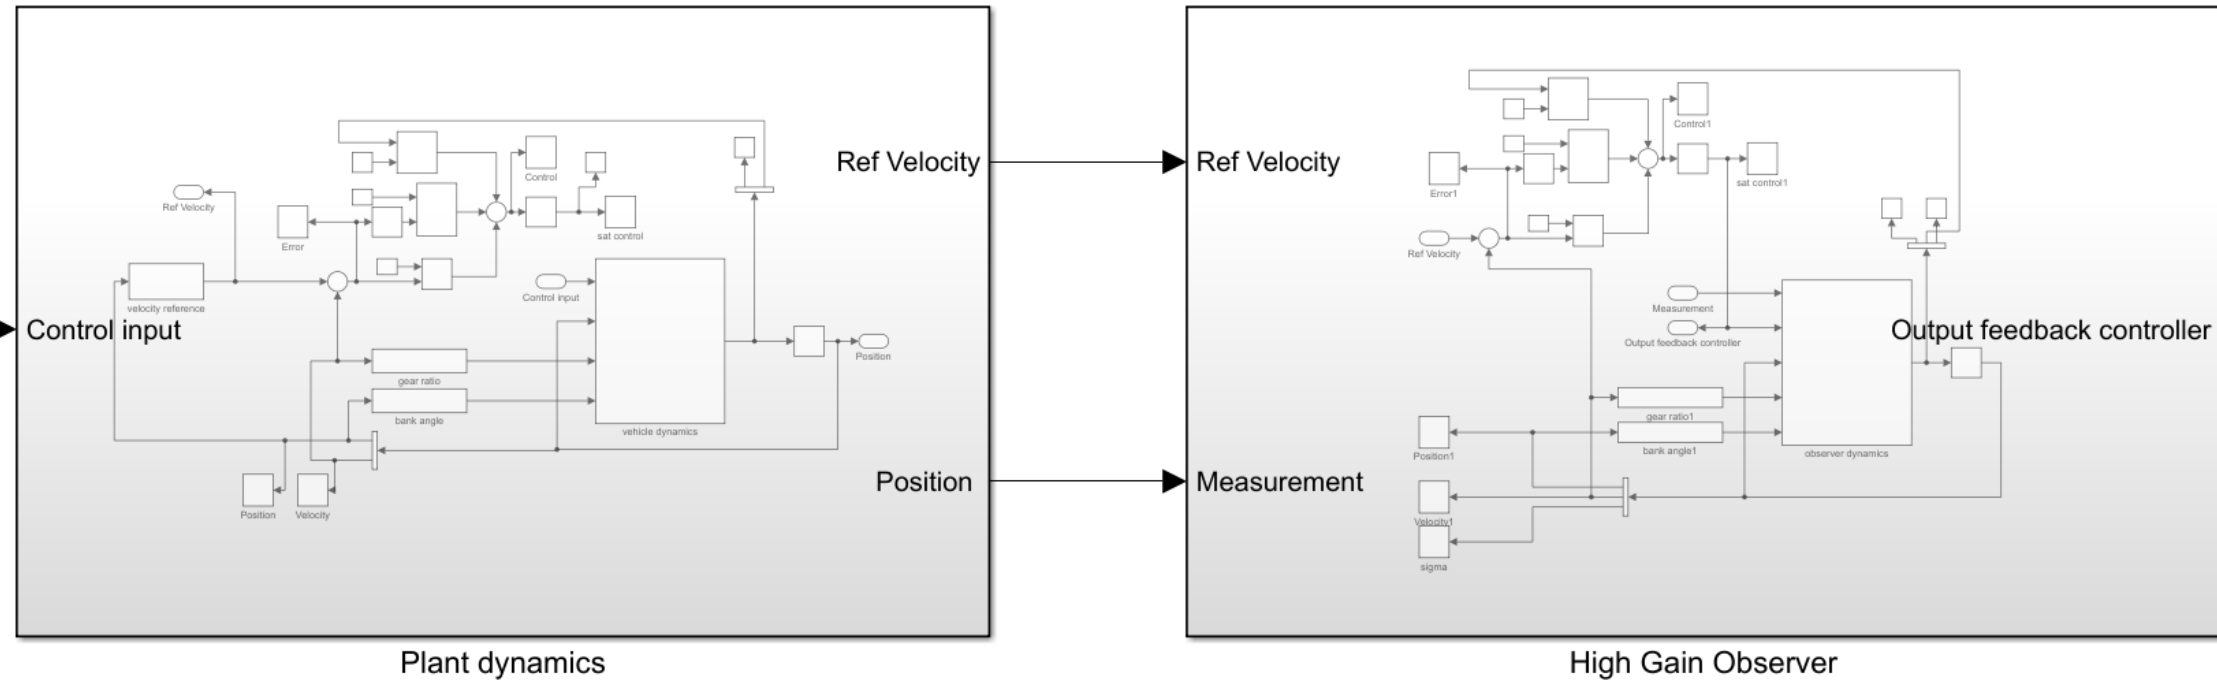 Control
Ref Velocity
Error
sat control
velocity reference
Control input
Control input
gear ratio
bank angle
vehicle dynamics
Position
Position
Velocity
Ref Velocity
Position
Plant dynamics
Ref Velocity
Measurement
Control1
Error1
sat control1
Ref Velocity
Measurement
Output feedback controller
Output feedback controller
gear ratio1
bank angle1
observer dynamics
Position1
Velocity1
sigma
High Gain Observer